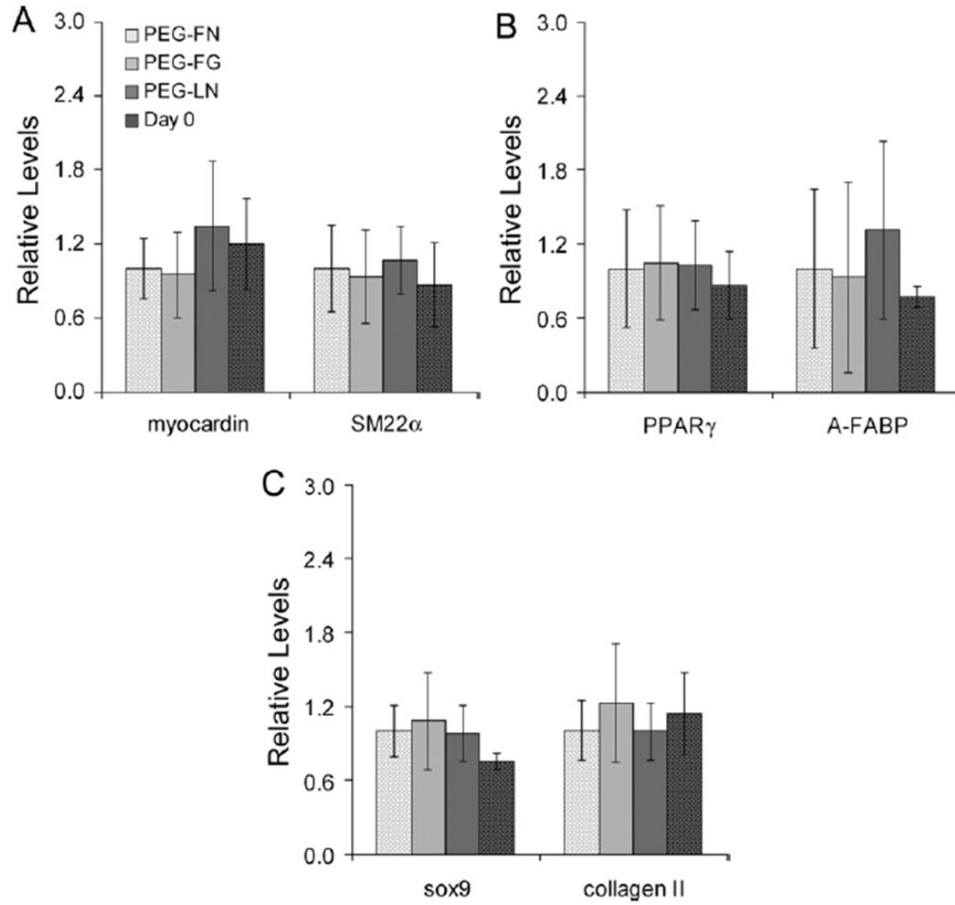 A
3.0
2.4
1.8
1.2
0.6
0.0
Relative Levels
PEG-FN
PEG-FG
PEG-LN
Day 0
myocardin
SM22α
B
3.0
2.4
1.8
1.2
0.6
0.0
Relative Levels
PPARγ
A-FABP
C
3.0
2.4
1.8
1.2
0.6
0.0
Relative Levels
sox9
collagen II